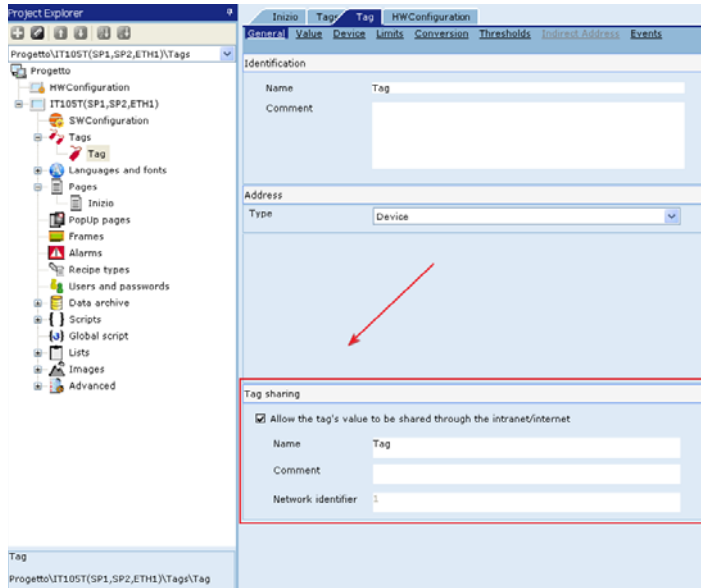 Project Explorer
Progetto\IT105T(SP1,SP2,ETH1)\Tags
Progetto
HWConfiguration
IT105T(SP1,SP2,ETH1)
SWConfiguration
Tags
Tag
Languages and fonts
Pages
Inizio
PopUp pages
Frames
Alarms
Recipe types
Users and passwords
Data archive
Scripts
Global script
Lists
Images
Advanced
Tag
Progetto\IT105T(SP1,SP2,ETH1)\Tags\Tag
Inizio Tags Tag HWConfiguration
General Value Device Limits Conversion Thresholds Indirect Address Events
Identification
Name Tag
Comment
Address
Type Device
Tag sharing
Allow the tag's value to be shared through the intranet/internet
Name Tag
Comment
Network identifier 1